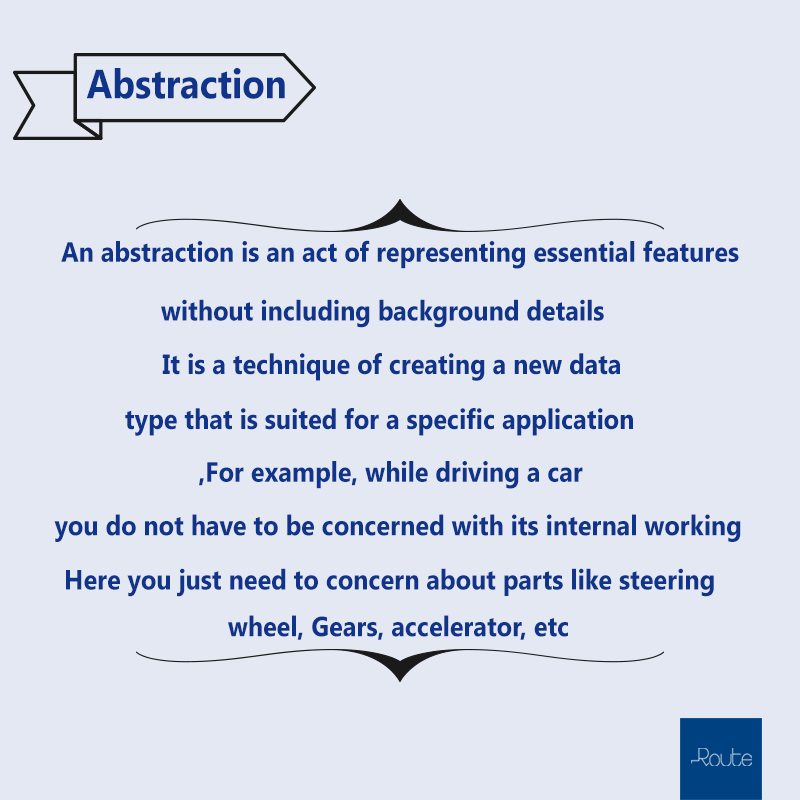 Abstraction
An abstraction is an act of representing essential features
without including background details
It is a technique of creating a new data
type that is suited for a specific application
,For example, while driving a car
you do not have to be concerned with its internal working
Here you just need to concern about parts like steering
wheel, Gears, accelerator, etc
Route